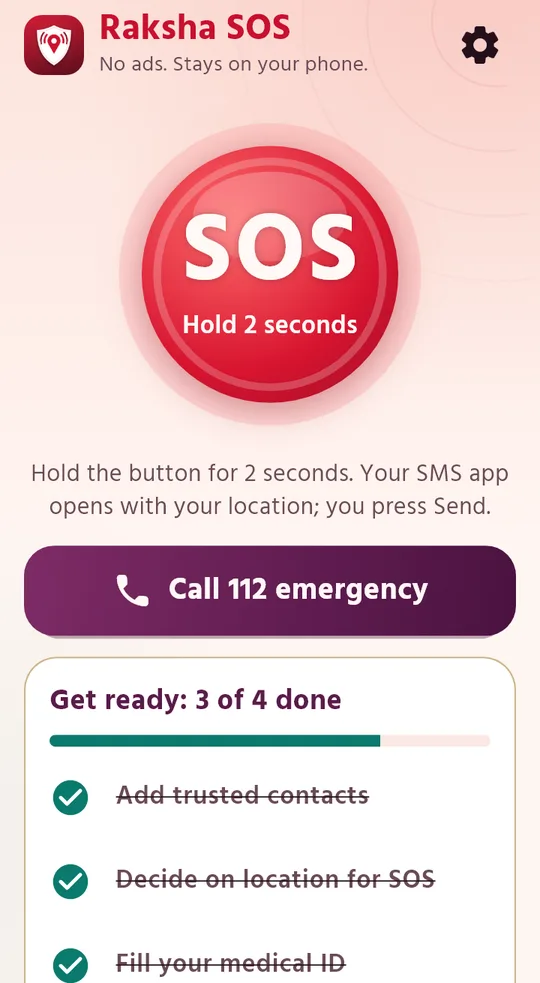 Raksha SOS
No ads. Stays on your phone.
SOS
Hold 2 seconds
Hold the button for 2 seconds. Your SMS app
opens with your location; you press Send.
Call 112 emergency
Get ready: 3 of 4 done
Add trusted contacts
Decide on location for SOS
Fill your medical ID